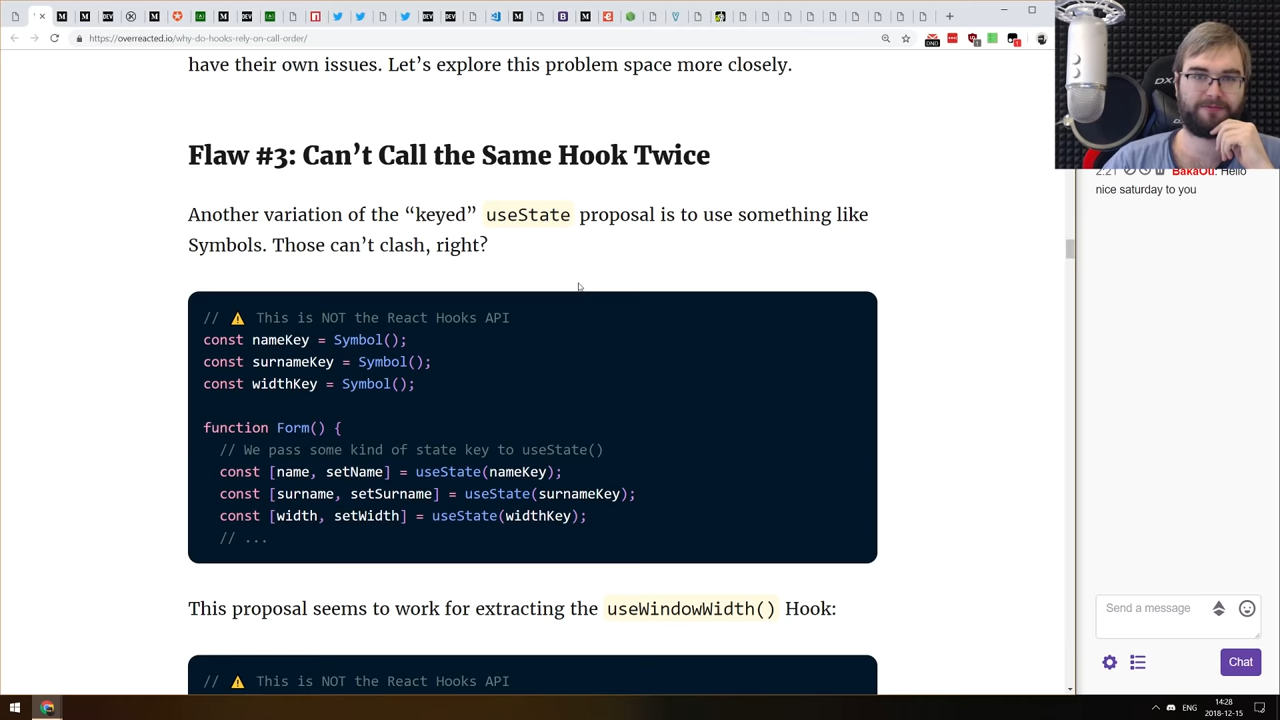 https://overreacted.io/why-do-hooks-rely-on-call-order/
have their own issues. Let’s explore this problem space more closely.
Flaw #3: Can’t Call the Same Hook Twice
Another variation of the “keyed” useState proposal is to use something like
Symbols. Those can’t clash, right?
// ⚠️ This is NOT the React Hooks API
const nameKey = Symbol();
const surnameKey = Symbol();
const widthKey = Symbol();
function Form() {
// We pass some kind of state key to useState()
const [name, setName] = useState(nameKey);
const [surname, setSurname] = useState(surnameKey);
const [width, setWidth] = useState(widthKey);
// ...
This proposal seems to work for extracting the useWindowWidth() Hook:
// ⚠️ This is NOT the React Hooks API
2:21 BakaOu: Hello
nice saturday to you
Send a message
Chat
ENG
14:28
2018-12-15